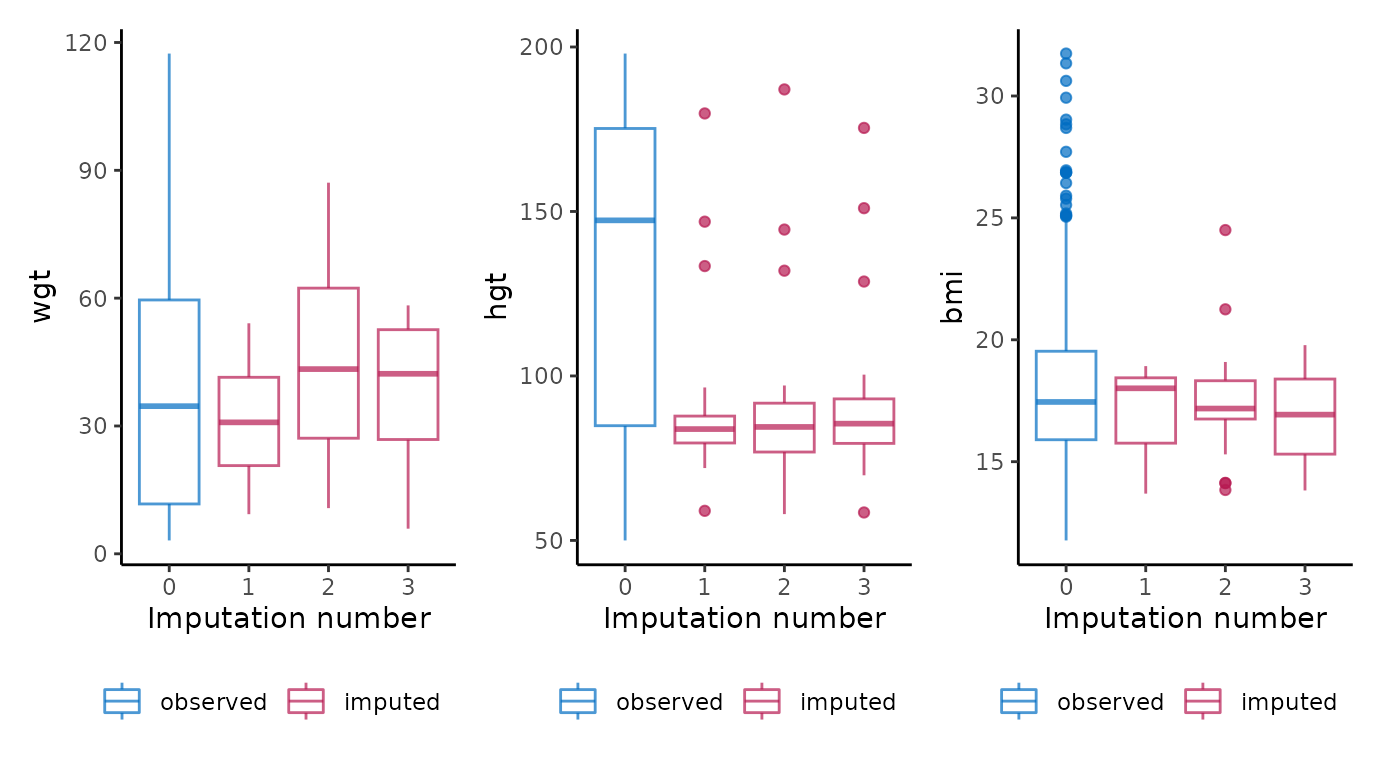 wgt
120
90
60
30
0
0 1 2 3
Imputation number
observed imputed
hgt
200
150
100
50
0 1 2 3
Imputation number
observed imputed
bmi
30
25
20
15
0 1 2 3
Imputation number
observed imputed